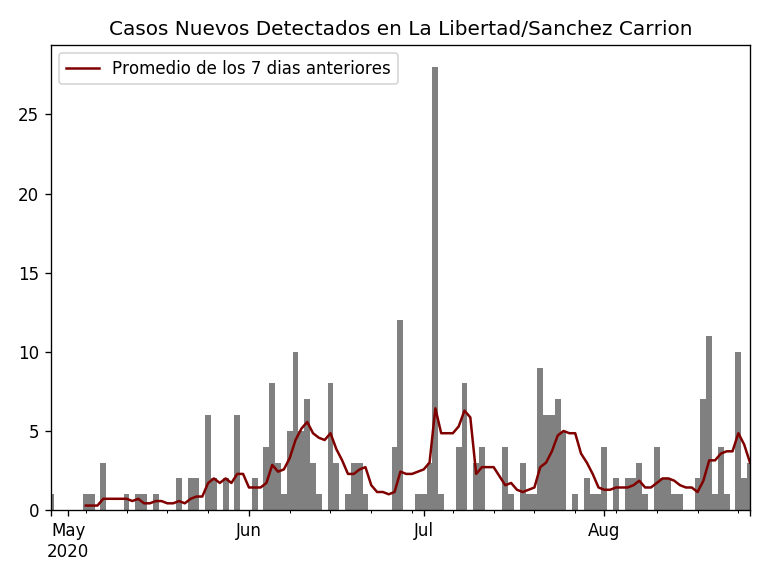 Casos Nuevos Detectados en La Libertad/Sanchez Carrion
Promedio de los 7 dias anteriores
25
20
15
10
5
0
May Jun Jul Aug
2020